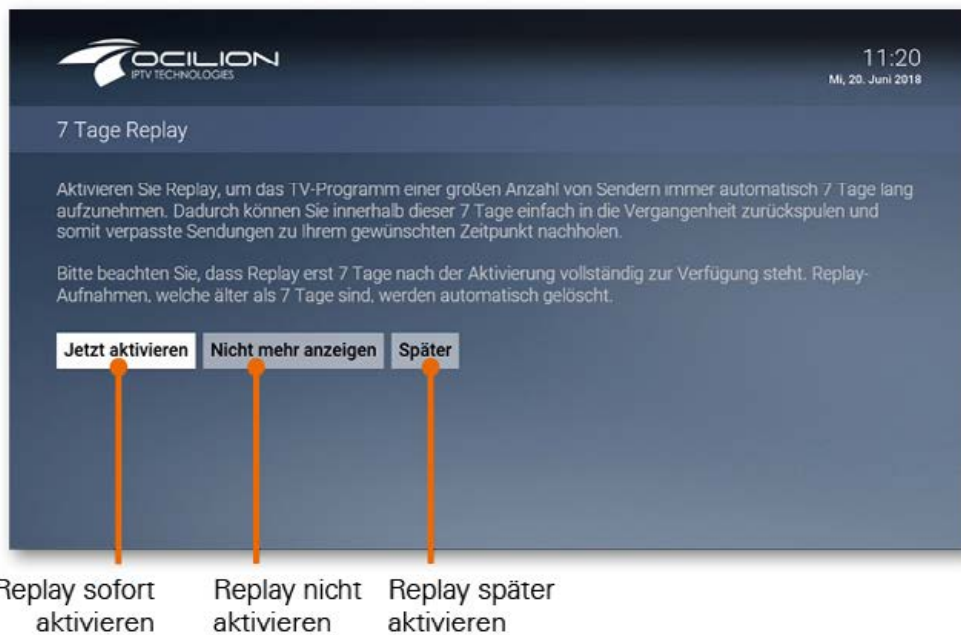 OCILION
IPTV TECHNOLOGIES
11:20
Mi, 20. Juni 2018
7 Tage Replay
Aktivieren Sie Replay, um das TV-Programm einer großen Anzahl von Sendern immer automatisch 7 Tage lang
aufzunehmen. Dadurch können Sie innerhalb dieser 7 Tage einfach in die Vergangenheit zurückspulen und
somit verpasste Sendungen zu Ihrem gewünschten Zeitpunkt nachholen.
Bitte beachten Sie, dass Replay erst 7 Tage nach der Aktivierung vollständig zur Verfügung steht. Replay-
Aufnahmen, welche älter als 7 Tage sind, werden automatisch gelöscht.
Jetzt aktivieren Nicht mehr anzeigen Später
Replay sofort Replay nicht Replay später
aktivieren aktivieren aktivieren